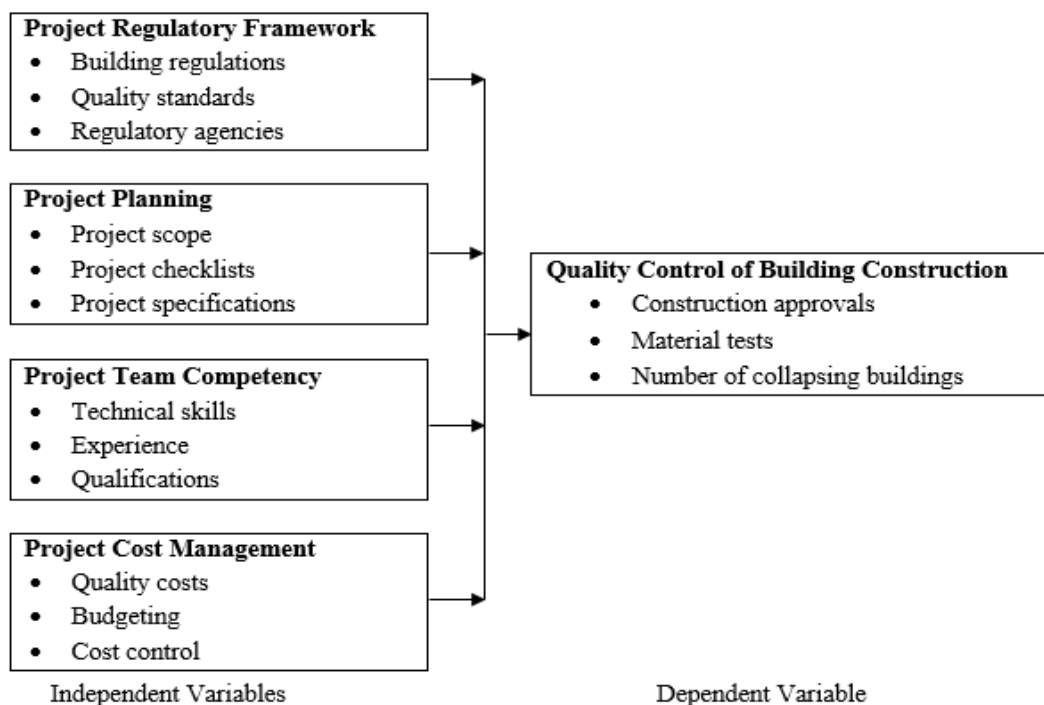 Project Regulatory Framework
• Building regulations
• Quality standards
• Regulatory agencies
Project Planning
• Project scope
• Project checklists
• Project specifications
Project Team Competency
• Technical skills
• Experience
• Qualifications
Project Cost Management
• Quality costs
• Budgeting
• Cost control
Independent Variables
Quality Control of Building Construction
• Construction approvals
• Material tests
• Number of collapsing buildings
Dependent Variable